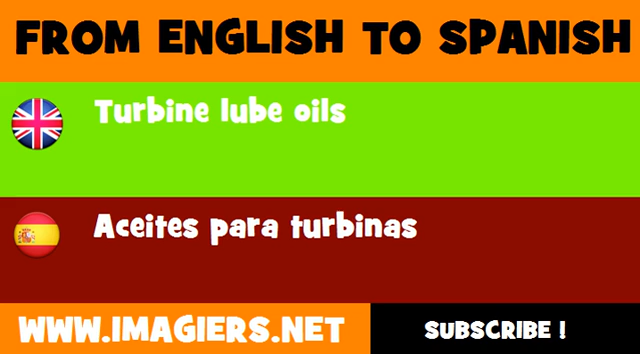 FROM ENGLISH TO SPANISH
Turbine lube oils
Aceites para turbinas
WWW.IMAGIERS.NET
SUBSCRIBE !